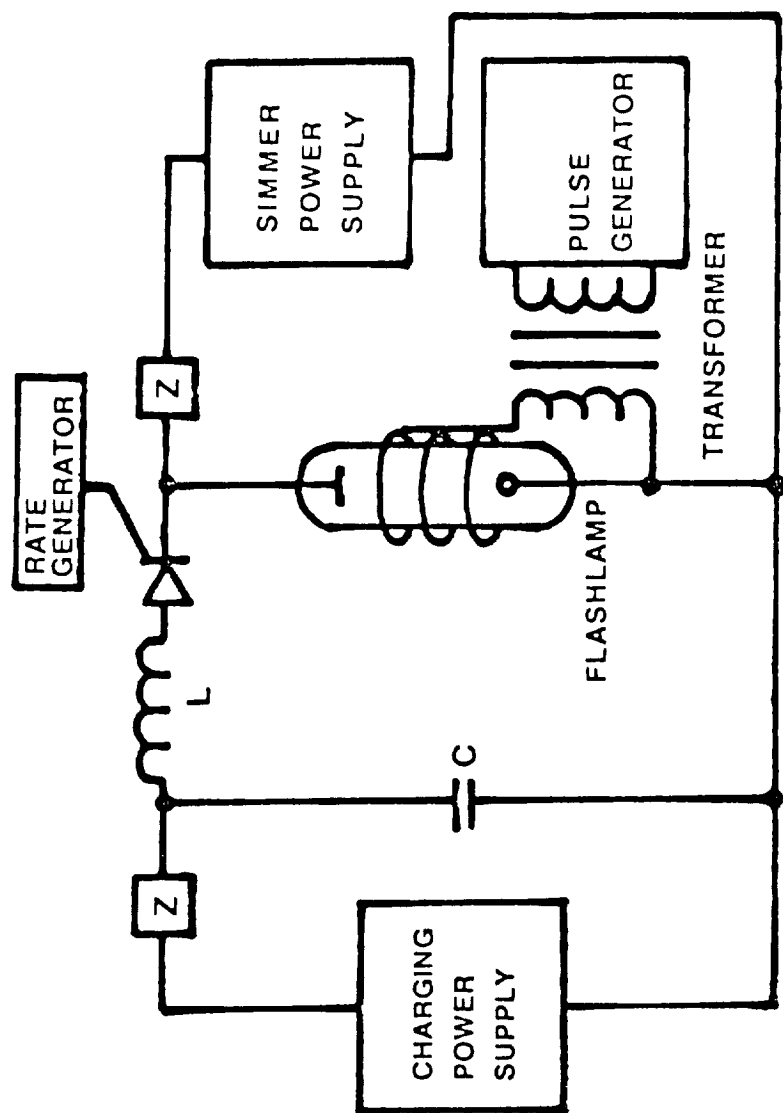 RATE
GENERATOR
SIMMER
POWER
SUPPLY
Z
Z
L
C
PULSE
GENERATOR
TRANSFORMER
FLASHLAMP
CHARGING
POWER
SUPPLY